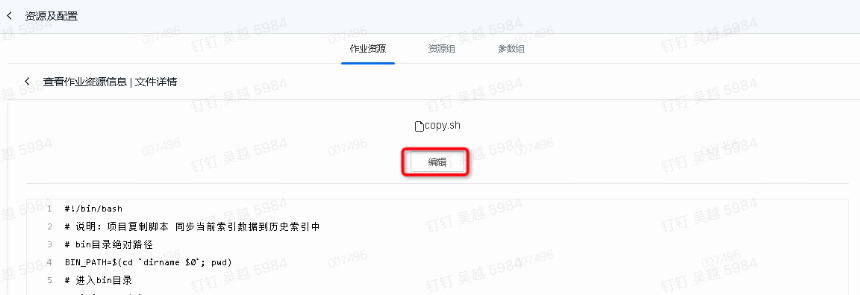 资源及配置
作业资源 资源组 参数组
查看作业资源信息 | 文件详情
copy.sh
编辑
1 #!/bin/bash
2 # 说明: 项目复制脚本 同步当前索引数据到历史索引中
3 # bin目录绝对路径
4 BIN_PATH=$(cd `dirname $0`; pwd)
5 # 进入bin目录
钉钉 吴越 5984
007496